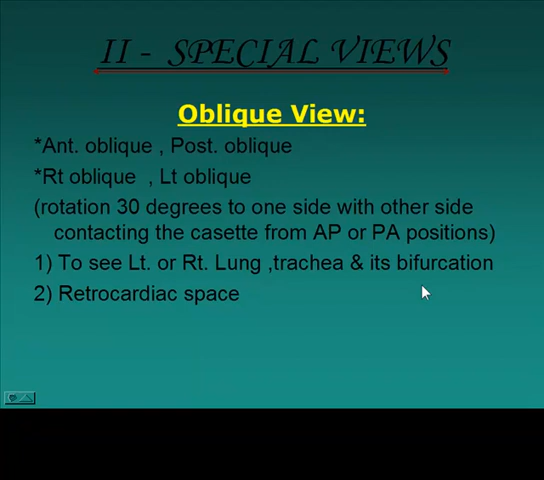 II - SPECIAL VIEWS
Oblique View:
*Ant. oblique , Post. oblique
*Rt oblique , Lt oblique
(rotation 30 degrees to one side with other side
contacting the casette from AP or PA positions)
1) To see Lt. or Rt. Lung ,trachea & its bifurcation
2) Retrocardiac space